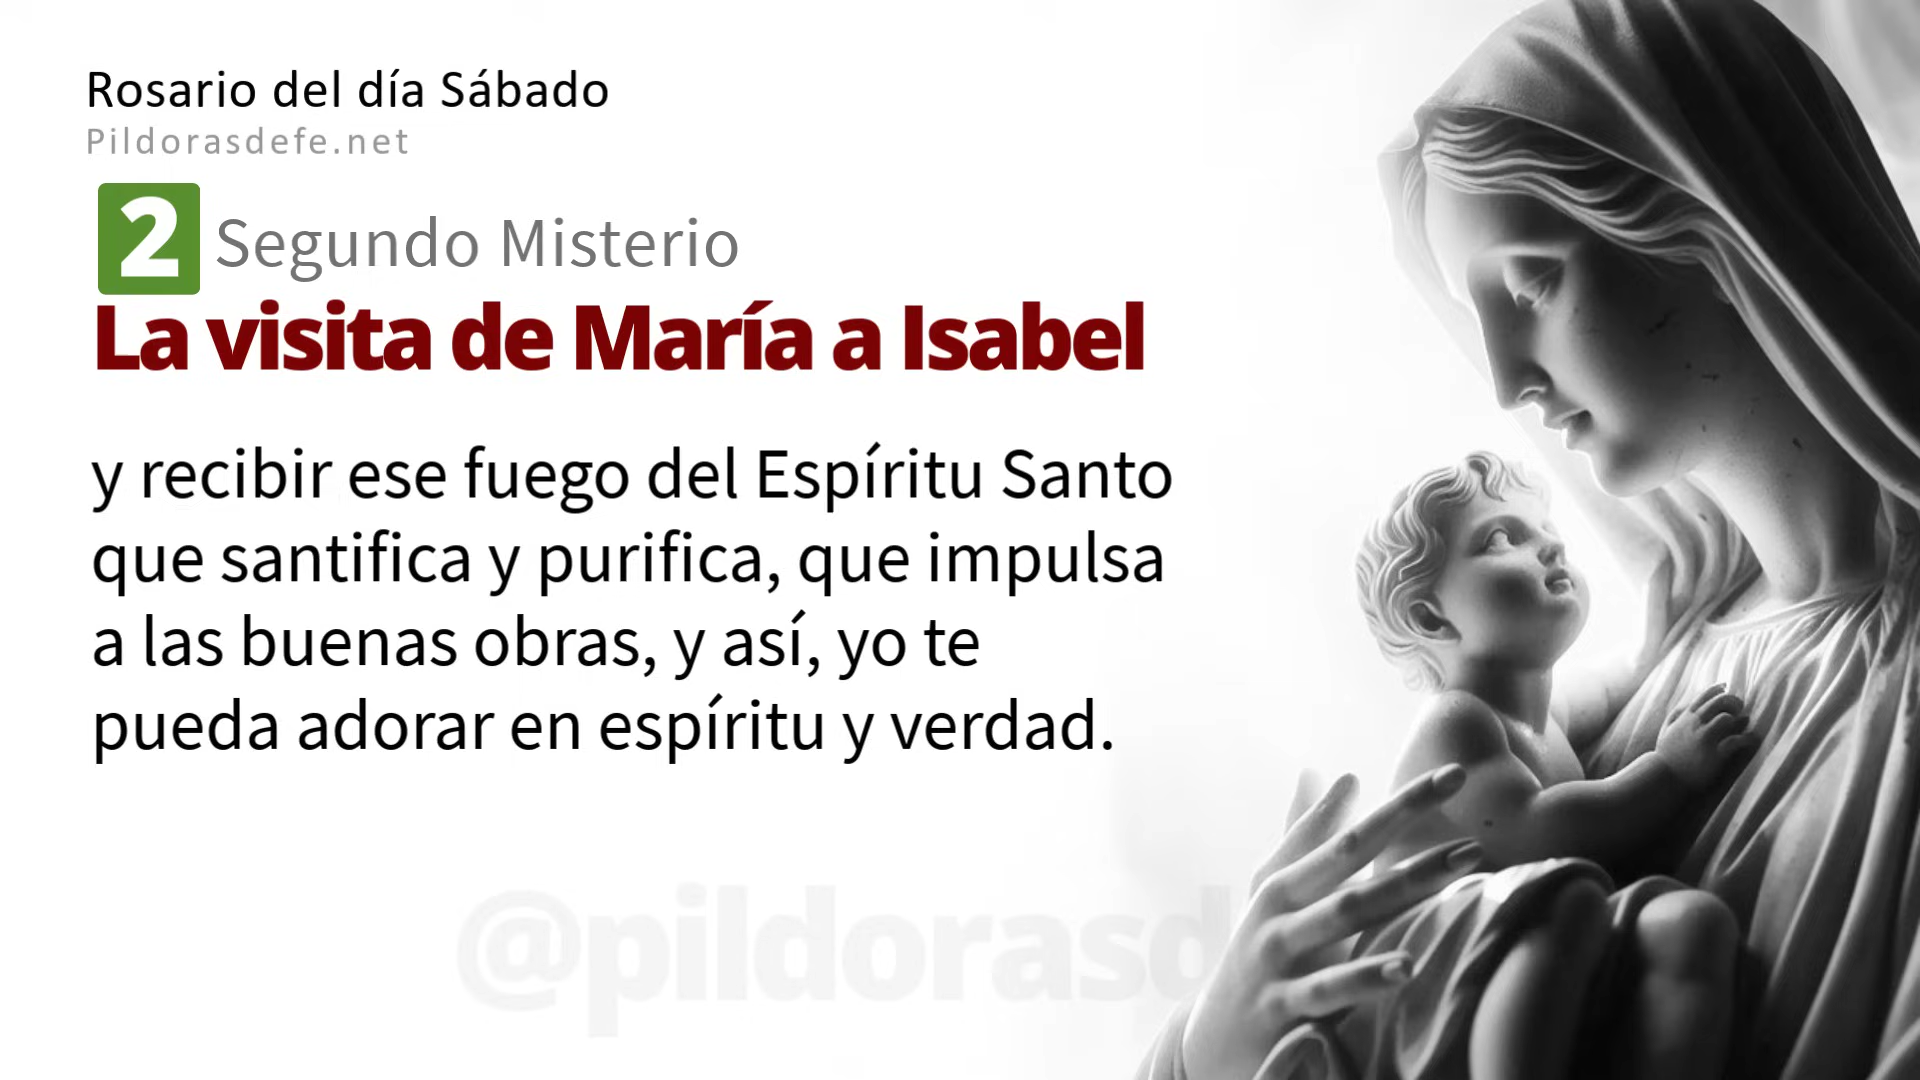 Rosario del día Sábado
Pildorasdefe.net
2 Segundo Misterio
La visita de María a Isabel
y recibir ese fuego del Espíritu Santo
que santifica y purifica, que impulsa
a las buenas obras, y así, yo te
pueda adorar en espíritu y verdad.
@pildorasd